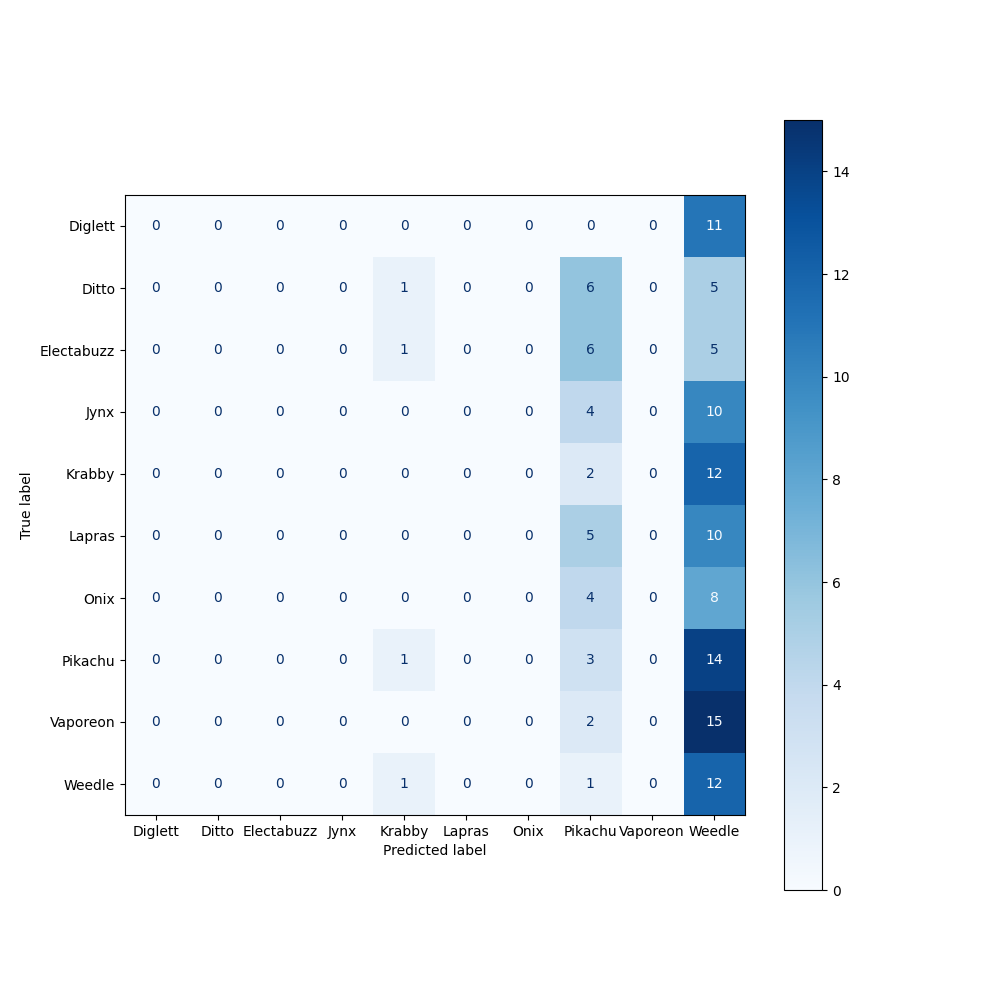 14
Diglett 0 0 0 0 0 0 0 0 0 11
12
Ditto 0 0 0 0 1 0 0 6 0 5
Electabuzz 0 0 0 0 1 0 0 6 0 5
10
Jynx 0 0 0 0 0 0 0 4 0 10
Krabby 0 0 0 0 0 0 0 2 0 12
8
True label
Lapras 0 0 0 0 0 0 0 5 0 10
6
Onix 0 0 0 0 0 0 0 4 0 8
Pikachu 0 0 0 0 1 0 0 3 0 14
4
Vaporeon 0 0 0 0 0 0 0 2 0 15
Weedle 0 0 0 0 1 0 0 1 0 12
2
Diglett Ditto Electabuzz Jynx Krabby Lapras Onix Pikachu Vaporeon Weedle
Predicted label
0